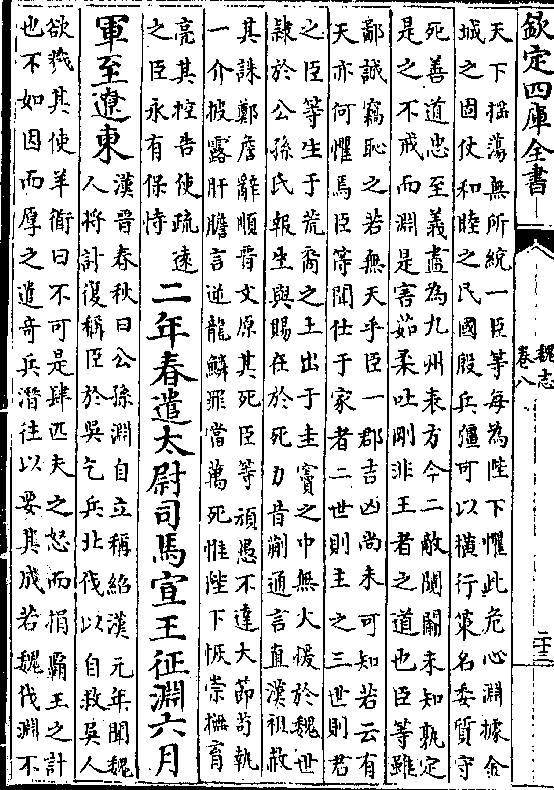 欽定四庫全書
魏志
卷八
天下摇蕩無所統一臣等每為陛下懼此危心淵據金
城之固仗和睦之民國殷兵彊可以横行策名委質守
死善道忠至義盡為九州表方今二敵闚𨵦未知孰定
是之不戒而淵是害茹柔吐剛非王者之道也臣等雖
鄙誠竊恥之若無天乎臣一郡吉凶尚未可知若云有
天亦何懼焉臣等聞仕于家者二世則主之三世則君
之臣等生于荒裔之土出于圭竇之中無大援於魏世
隸於公孫氏報生與賜在於死力昔蒯通言直漢祖赦
其誅鄭詹辭順晉文原其死臣等頑愚不達大節苟執
一介披露肝膽言逆龍鱗罪當萬死惟陛下恢崇撫育
亮其控告使疏逺
之臣永有保恃
二年春遣太尉司馬宣王征淵六月
軍至遼東
漢晉春秋曰公孫淵自立稱紹漢元年聞魏
人將討復稱臣於吳乞兵北伐以自救吳人
欲戮其使羊衜曰不可是肆匹夫之怒而捐霸王之計
也不如因而厚之遣奇兵潛往以要其成若魏伐淵不